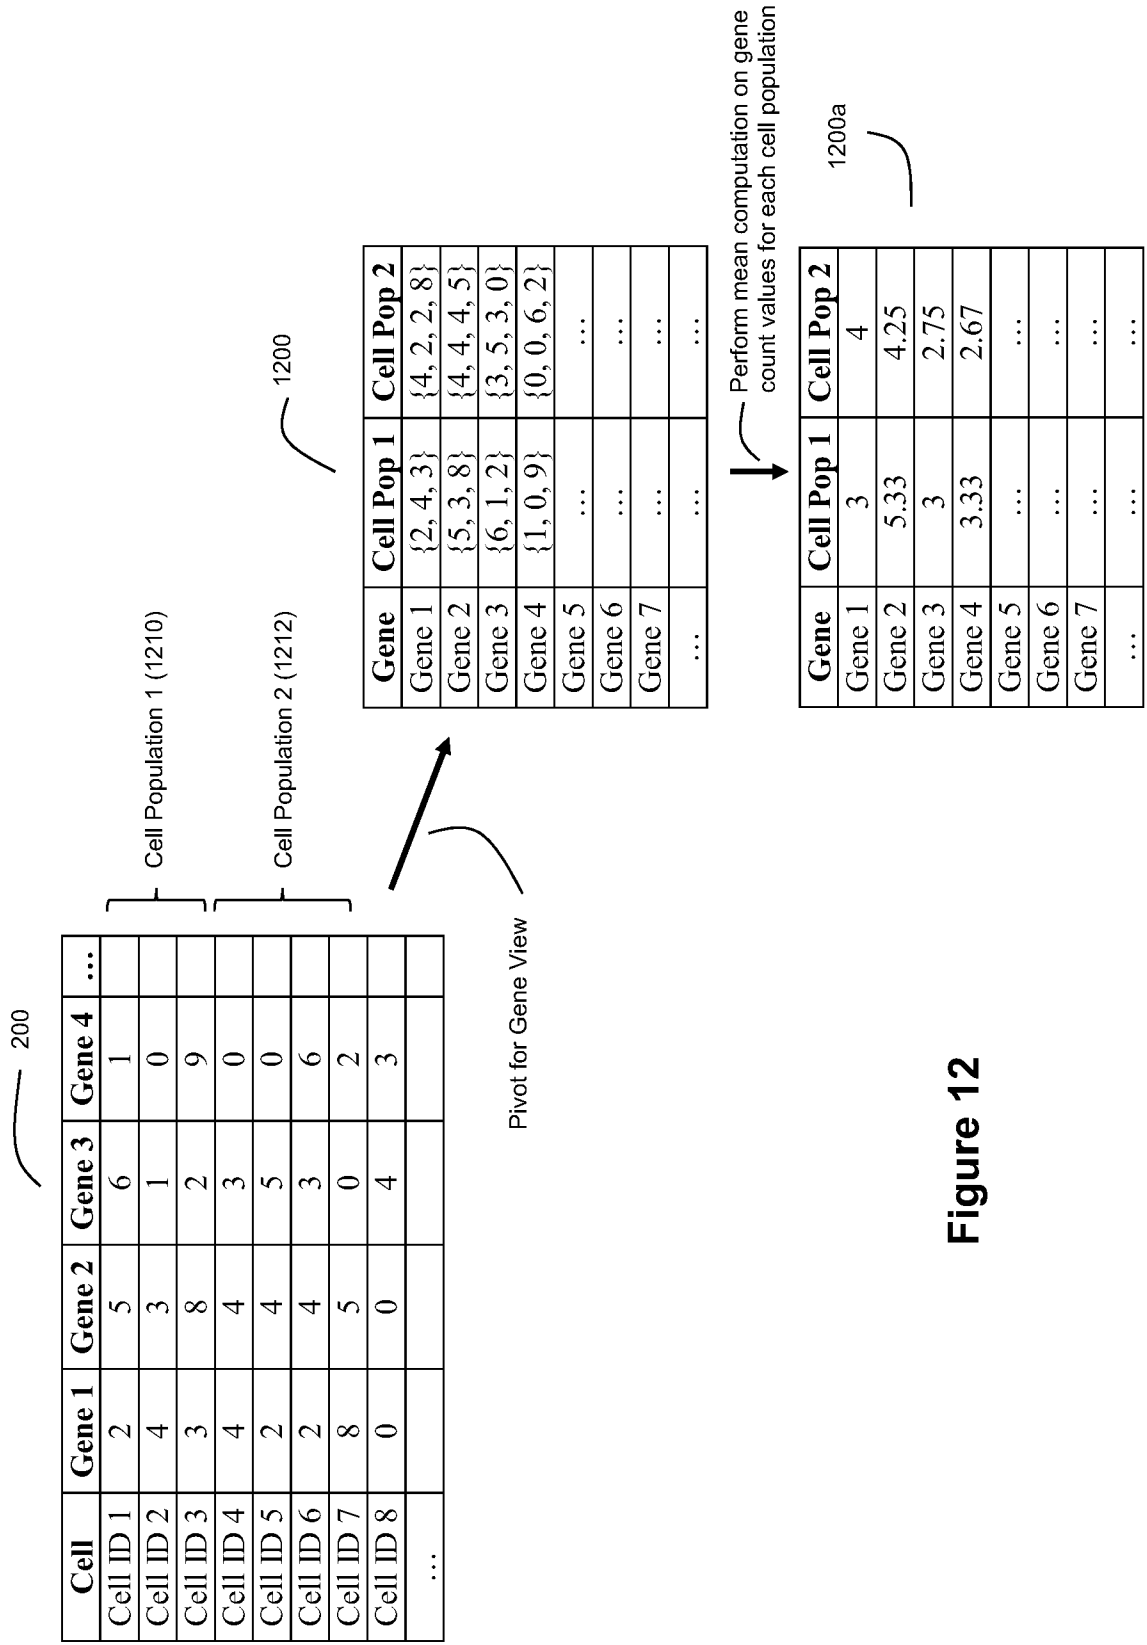 200
Cell Gene 1 Gene 2 Gene 3 Gene 4 …
Cell ID 1 2 5 6 1
Cell ID 2 4 3 1 0
Cell ID 3 3 8 2 9
Cell ID 4 4 4 3 0
Cell ID 5 2 4 5 0
Cell ID 6 2 4 3 6
Cell ID 7 8 5 0 2
Cell ID 8 0 0 4 3
…
Cell Population 1 (1210)
Cell Population 2 (1212)
Pivot for Gene View
1200
Gene Cell Pop 1 Cell Pop 2
Gene 1 {2, 4, 3} {4, 2, 2, 8}
Gene 2 {5, 3, 8} {4, 4, 4, 5}
Gene 3 {6, 1, 2} {3, 5, 3, 0}
Gene 4 {1, 0, 9} {0, 0, 6, 2}
Gene 5 … …
Gene 6 … …
Gene 7 … …
… … …
Perform mean computation on gene
count values for each cell population
1200a
Gene Cell Pop 1 Cell Pop 2
Gene 1 3 4
Gene 2 5.33 4.25
Gene 3 3 2.75
Gene 4 3.33 2.67
Gene 5 … …
Gene 6 … …
Gene 7 … …
… … …
Figure 12